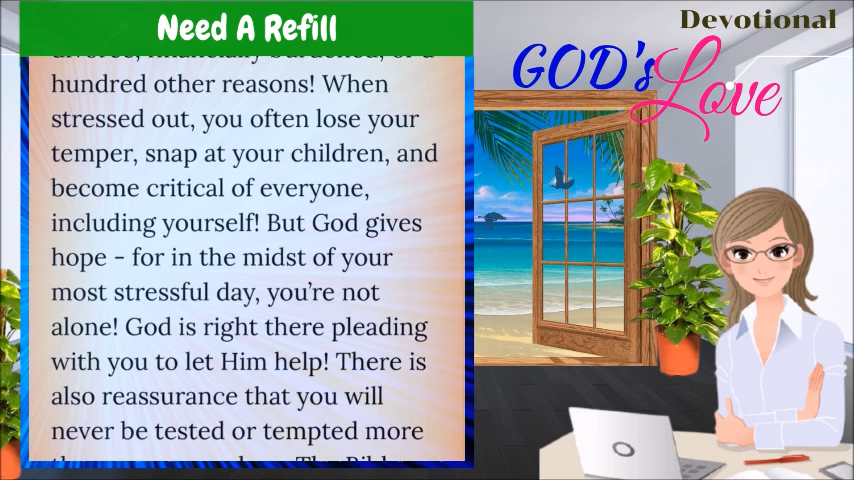 Need A Refill
hundred other reasons! When
stressed out, you often lose your
temper, snap at your children, and
become critical of everyone,
including yourself! But God gives
hope - for in the midst of your
most stressful day, you’re not
alone! God is right there pleading
with you to let Him help! There is
also reassurance that you will
never be tested or tempted more
Devotional
GOD's Love